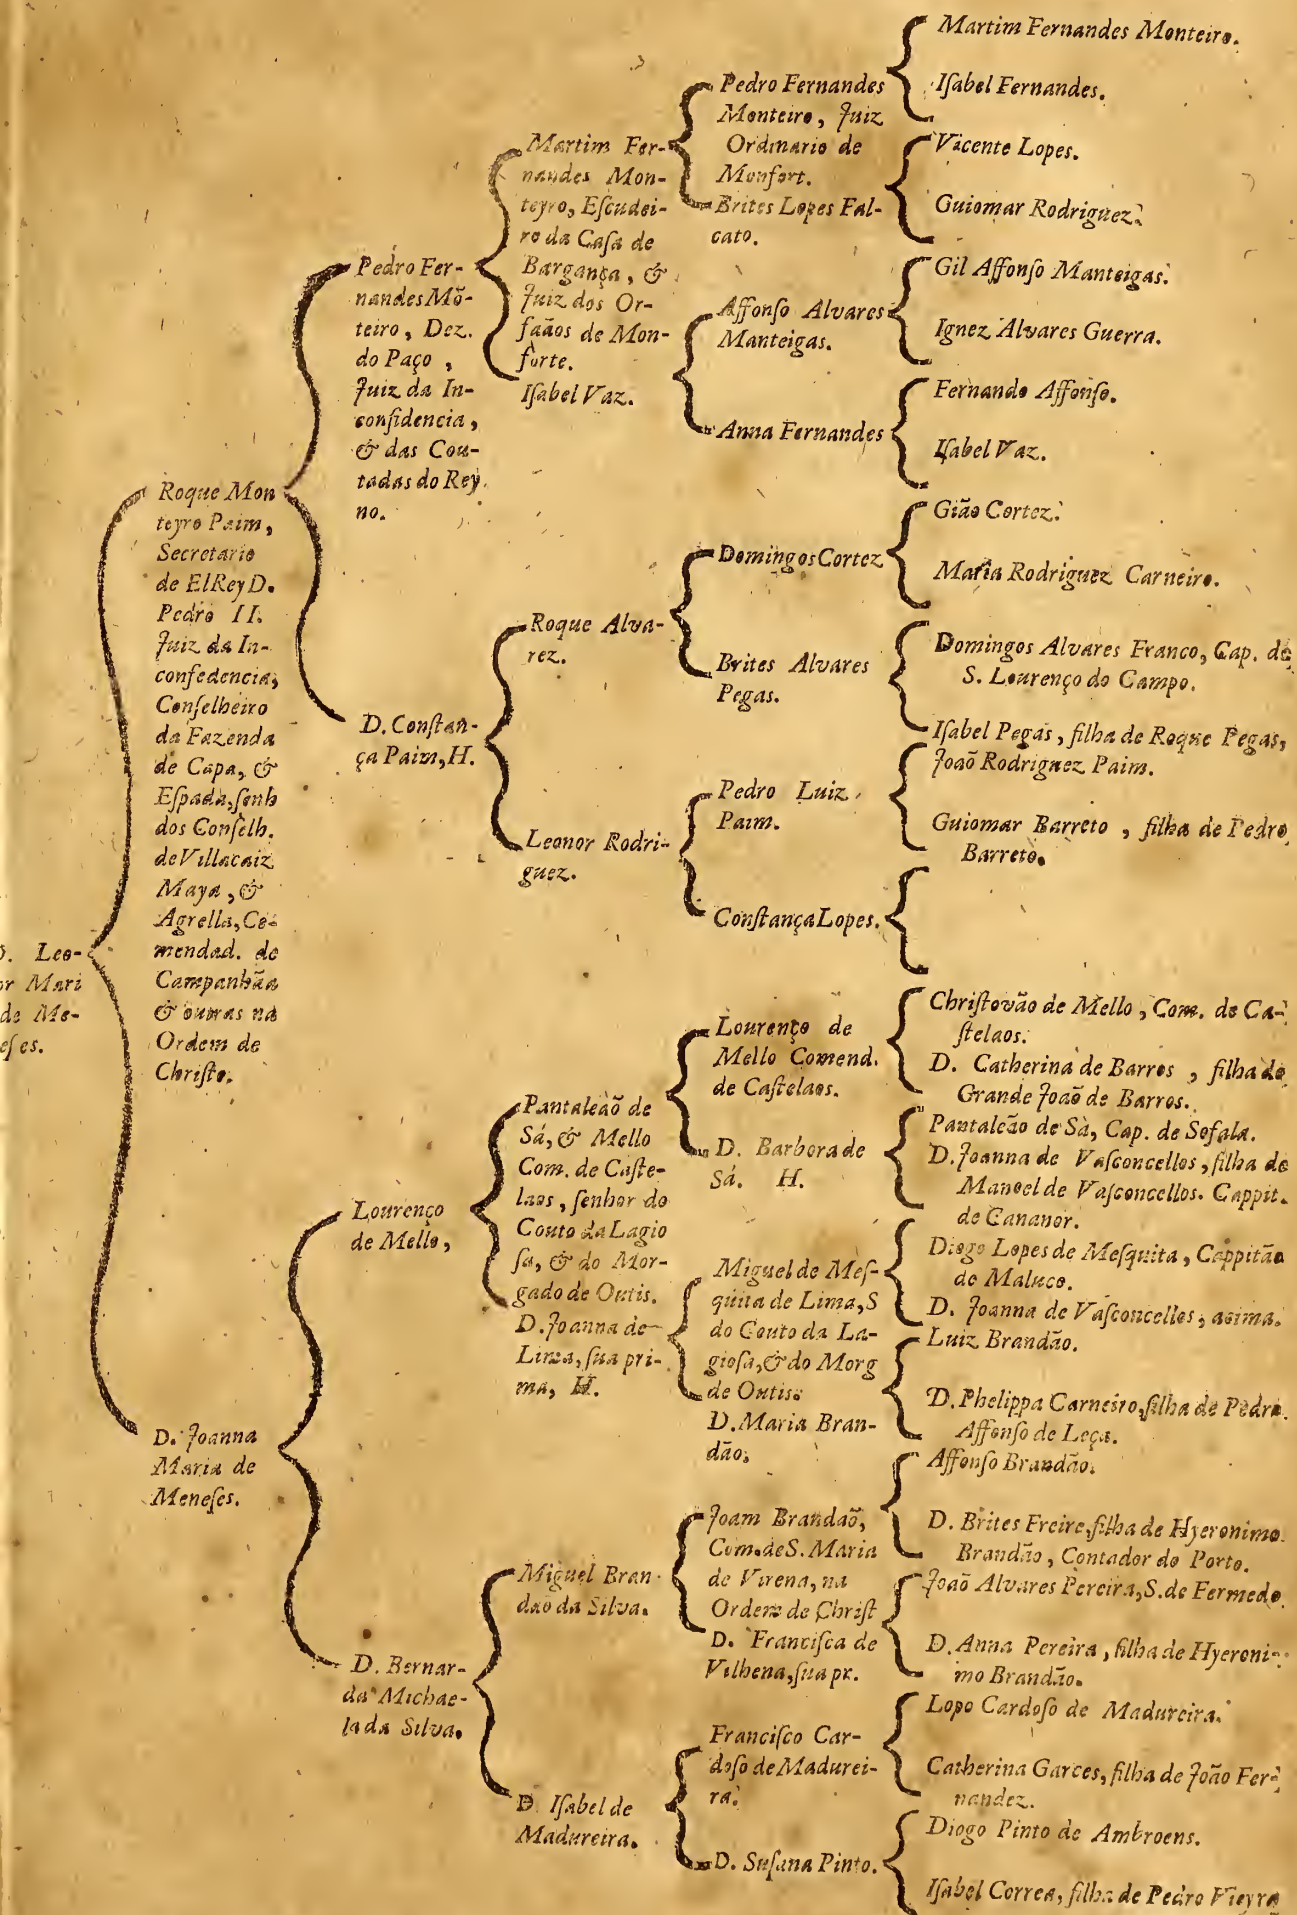 Leo-
Mari
de Me-
eſes.
Roque Mon
teyro Paim,
Secretario
de ElRey D.
Pedro II.
Juiz da In-
confedencia,
Conſelheiro
da Fazenda
de Capa, &
Eſpada, ſenh
dos Conſelh.
de Villacaiz
Maya, &
Agrella, Co-
mendad. de
Campanhãa
& outras na
Ordem de
Chriſto.
D. Joanna
Maria de
Meneſes.
Pedro Fer-
nandes Mõ-
teiro, Dez.
do Paço,
Juiz da In-
confidencia,
& das Cou-
tadas do Rey
no.
D. Conſtan-
ça Paim, H.
Lourenço
de Mello,
D. Bernar-
da Michae-
la da Silva.
Martim Fer-
nandes Mon-
teyro, Eſcudei-
ro da Caſa de
Bargança, &
Juiz dos Or-
faãos de Mon-
forte.
Iſabel Vaz.
Roque Alva-
rez.
Leonor Rodri-
guez.
Pantaleaõ de
Sá, & Mello
Com. de Caſte-
laos, ſenhor do
Couto da Lagio
ſa, & do Mor-
gado de Outis.
D. Joanna de
Lima, ſua pri-
ma, H.
Miguel Bran-
daõ da Silva.
D. Iſabel de
Madureira.
Pedro Fernandes
Monteiro, Juiz
Ordinario de
Monfort.
Brites Lopes Fal-
cato.
Affonſo Alvares
Manteigas.
Anna Fernandes
Domingos Cortez
Brites Alvares
Pegas.
Pedro Luiz
Paim.
Conſtança Lopes.
Lourenço de
Mello Comend.
de Caſtelaos.
D. Barbora de
Sá. H.
Miguel de Meſ-
quita de Lima, S
do Couto da La-
gioſa, & do Morg
de Outis.
D. Maria Bran-
dão.
Joam Brandaõ,
Com. de S. Maria
de Virena, na
Ordem de Chriſt
D. Franciſca de
Vilhena, ſua pr.
Franciſco Car-
doſo de Madurei-
ra.
D. Suſana Pinto.
Martim Fernandes Monteiro.
Iſabel Fernandes.
Vicente Lopes.
Guiomar Rodriguez.
Gil Affonſo Manteigas.
Ignez Alvares Guerra.
Fernando Affonſo.
Iſabel Vaz.
Gião Cortez.
Maria Rodriguez Carneiro.
Domingos Alvares Franco, Cap. de
S. Lourenço do Campo.
Iſabel Pegas, filha de Roque Pegas,
Joaõ Rodriguez Paim.
Guiomar Barreto, filha de Pedro
Barreto.
Chriſtovão de Mello, Com. de Ca-
ſtelaos.
D. Catherina de Barros, filha do
Grande Joaõ de Barros.
Pantaleão de Sà, Cap. de Sofala.
D. Joanna de Vaſconcellos, filha de
Manoel de Vaſconcellos. Cappit.
de Cananor.
Diogo Lopes de Meſquita, Cappitão
de Maluco.
D. Joanna de Vaſconcellos, acima.
Luiz Brandão.
D. Phelippa Carneiro, filha de Pedro
Affonſo de Leça.
Affonſo Brandão.
D. Brites Freire, filha de Hyeronimo
Brandão, Contador do Porto.
Joaõ Alvares Pereira, S. de Fermedo.
D. Anna Pereira, filha de Hyeroni-
mo Brandão.
Lopo Cardoſo de Madureira.
Catherina Garces, filha de João Fer-
nandez.
Diogo Pinto de Ambroens.
Iſabel Correa, filha de Pedro Vieyra